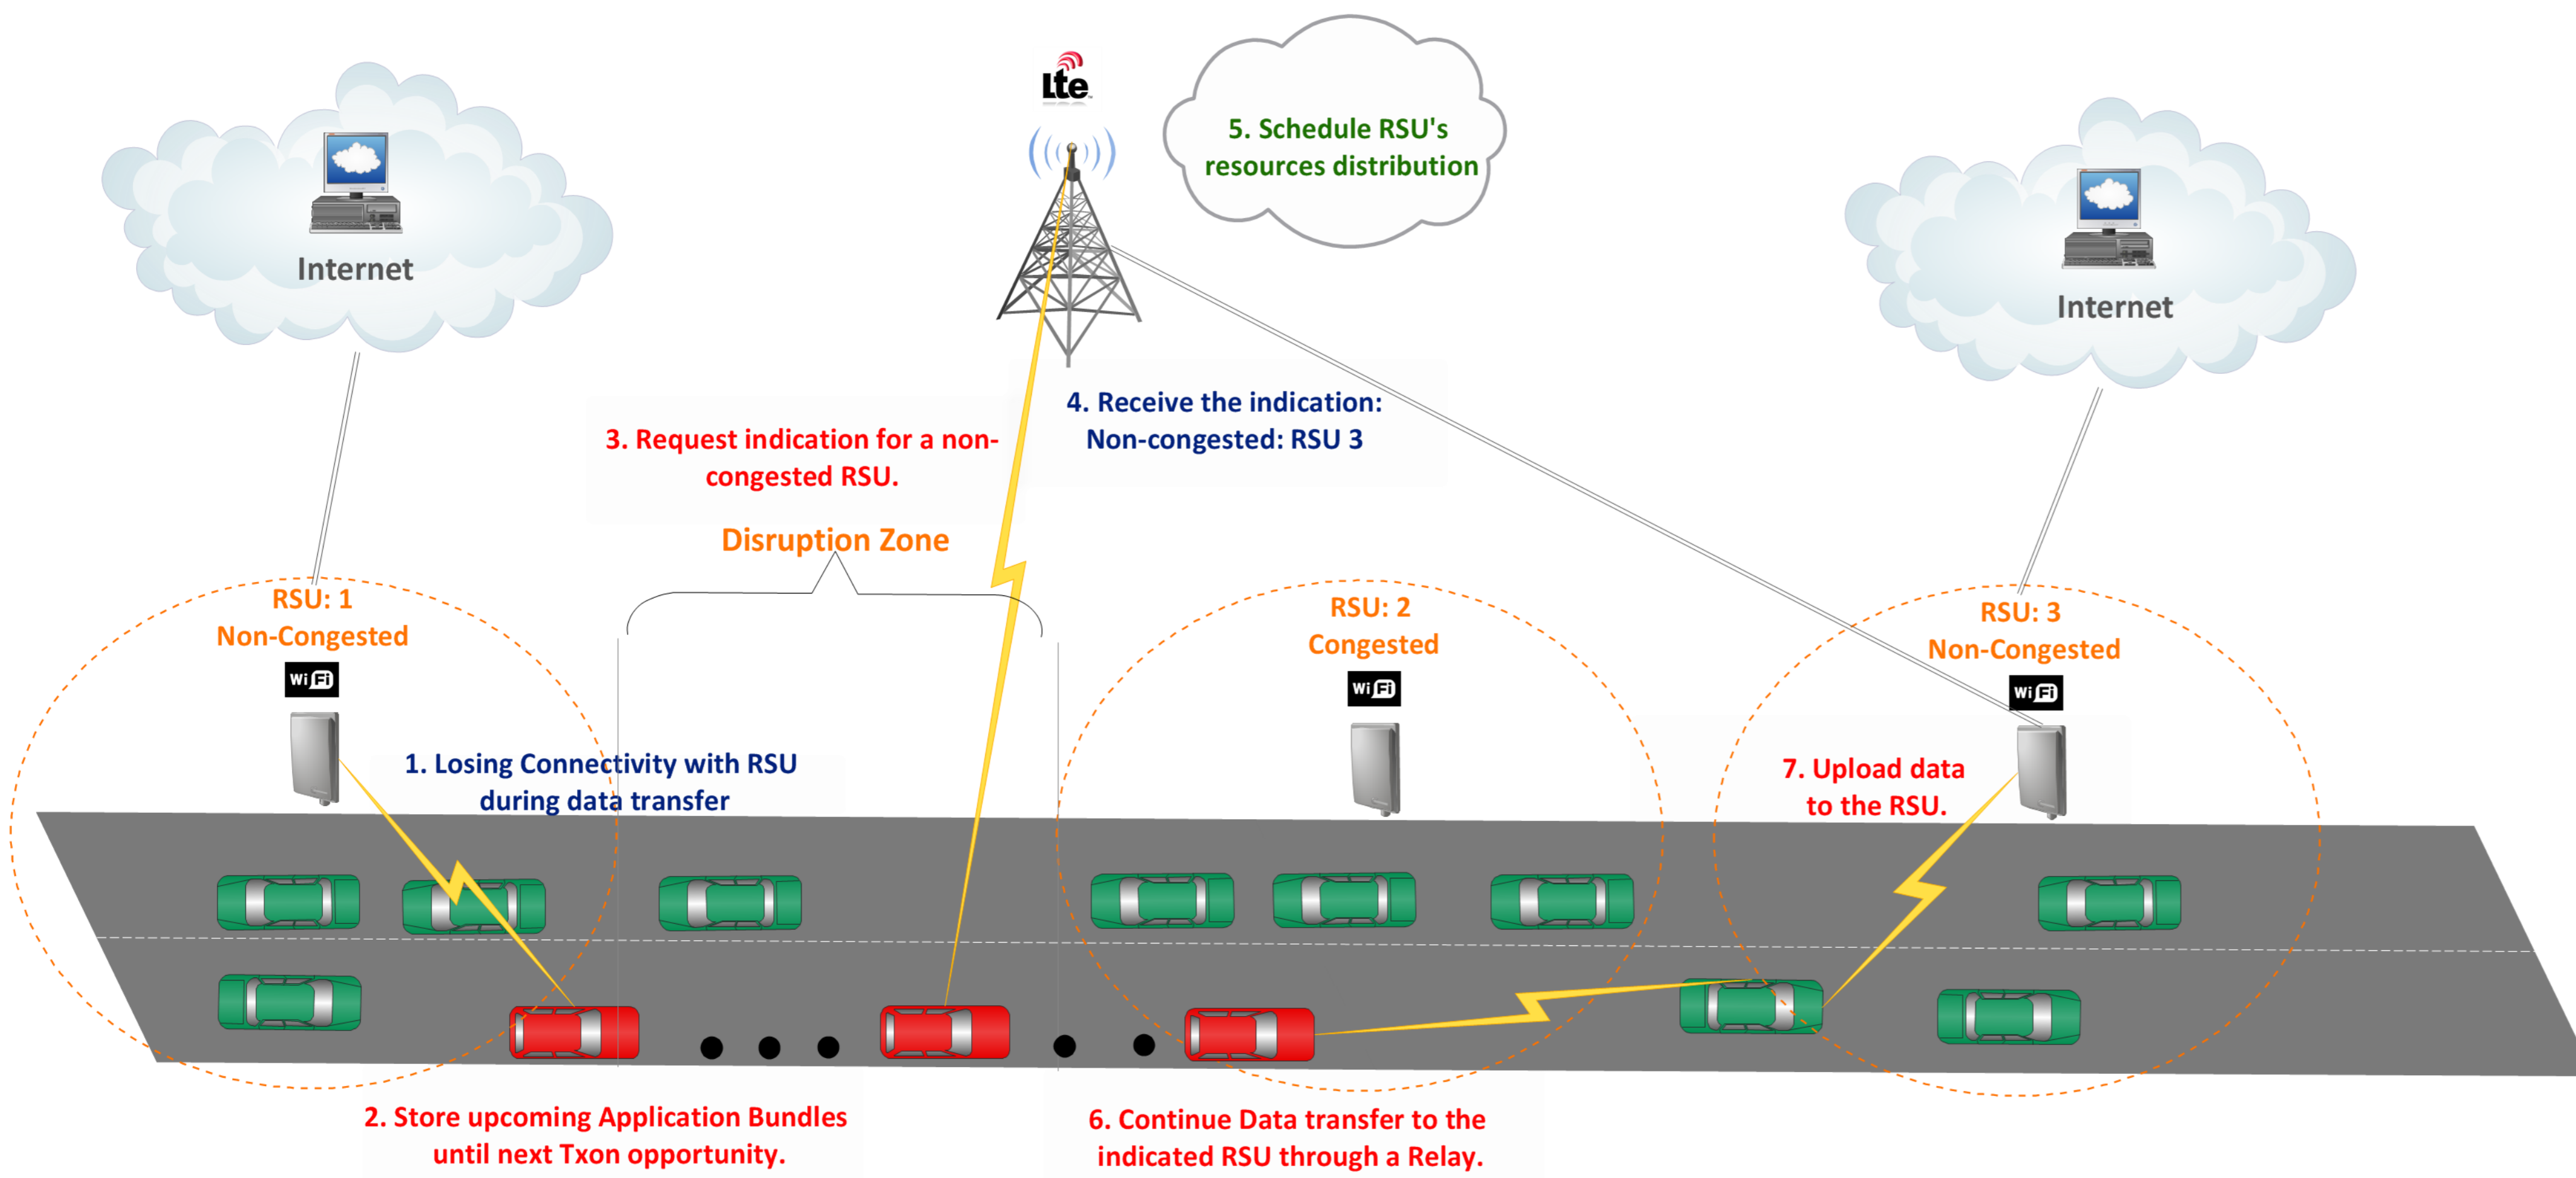 Lte
5. Schedule RSU's
resources distribution
Internet
Internet
4. Receive the indication:
Non-congested: RSU 3
3. Request indication for a non-
congested RSU.
Disruption Zone
RSU: 1
Non-Congested
Wi Fi
RSU: 2
Congested
Wi Fi
RSU: 3
Non-Congested
Wi Fi
1. Losing Connectivity with RSU
during data transfer
7. Upload data
to the RSU.
2. Store upcoming Application Bundles
until next Txon opportunity.
6. Continue Data transfer to the
indicated RSU through a Relay.